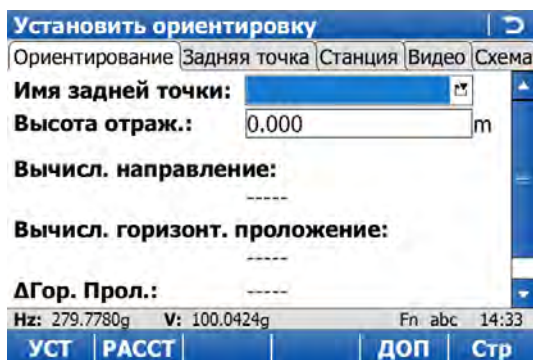 Установить ориентировку
Ориентирование Задняя точка Станция Видео Схема
Имя задней точки:
Высота отраж.: 0.000 m
Вычисл. направление:
-----
Вычисл. горизонт. проложение:
-----
ΔГор. Прол.: -----
Hz: 279.7780g V: 100.0424g Fn abc 14:33
УСТ РАССТ ДОП Стр